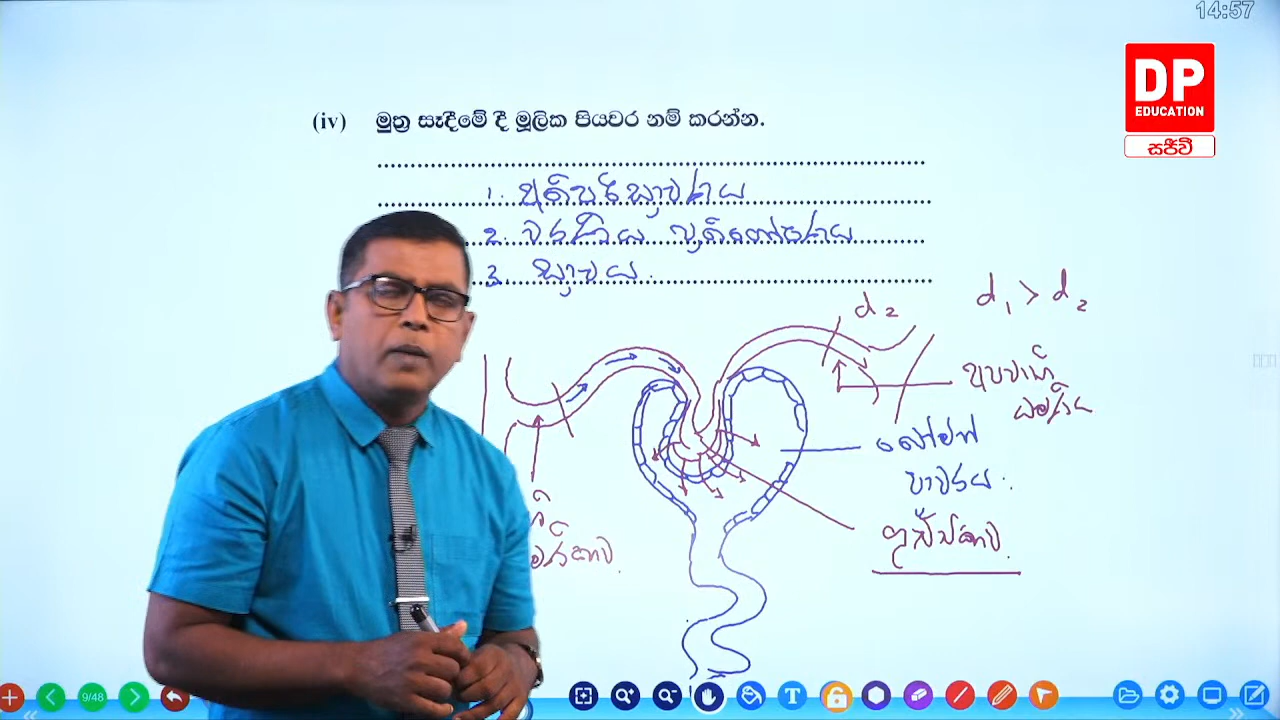 14:57
DP
EDUCATION
සජීවී
(iv) මුත්‍ර සෑදීමේ දී මූලික පියවර නම් කරන්න.
1. අතිපරිස්‍රාවණය
2. වරණීය ප්‍රතිශෝෂණය
3. ස්‍රාවය.
d₂
d₁ > d₂
අපවාහී
ධමනිය
බෝමන්
ප්‍රාවරය.
ගුච්ඡිකාව.
9/48